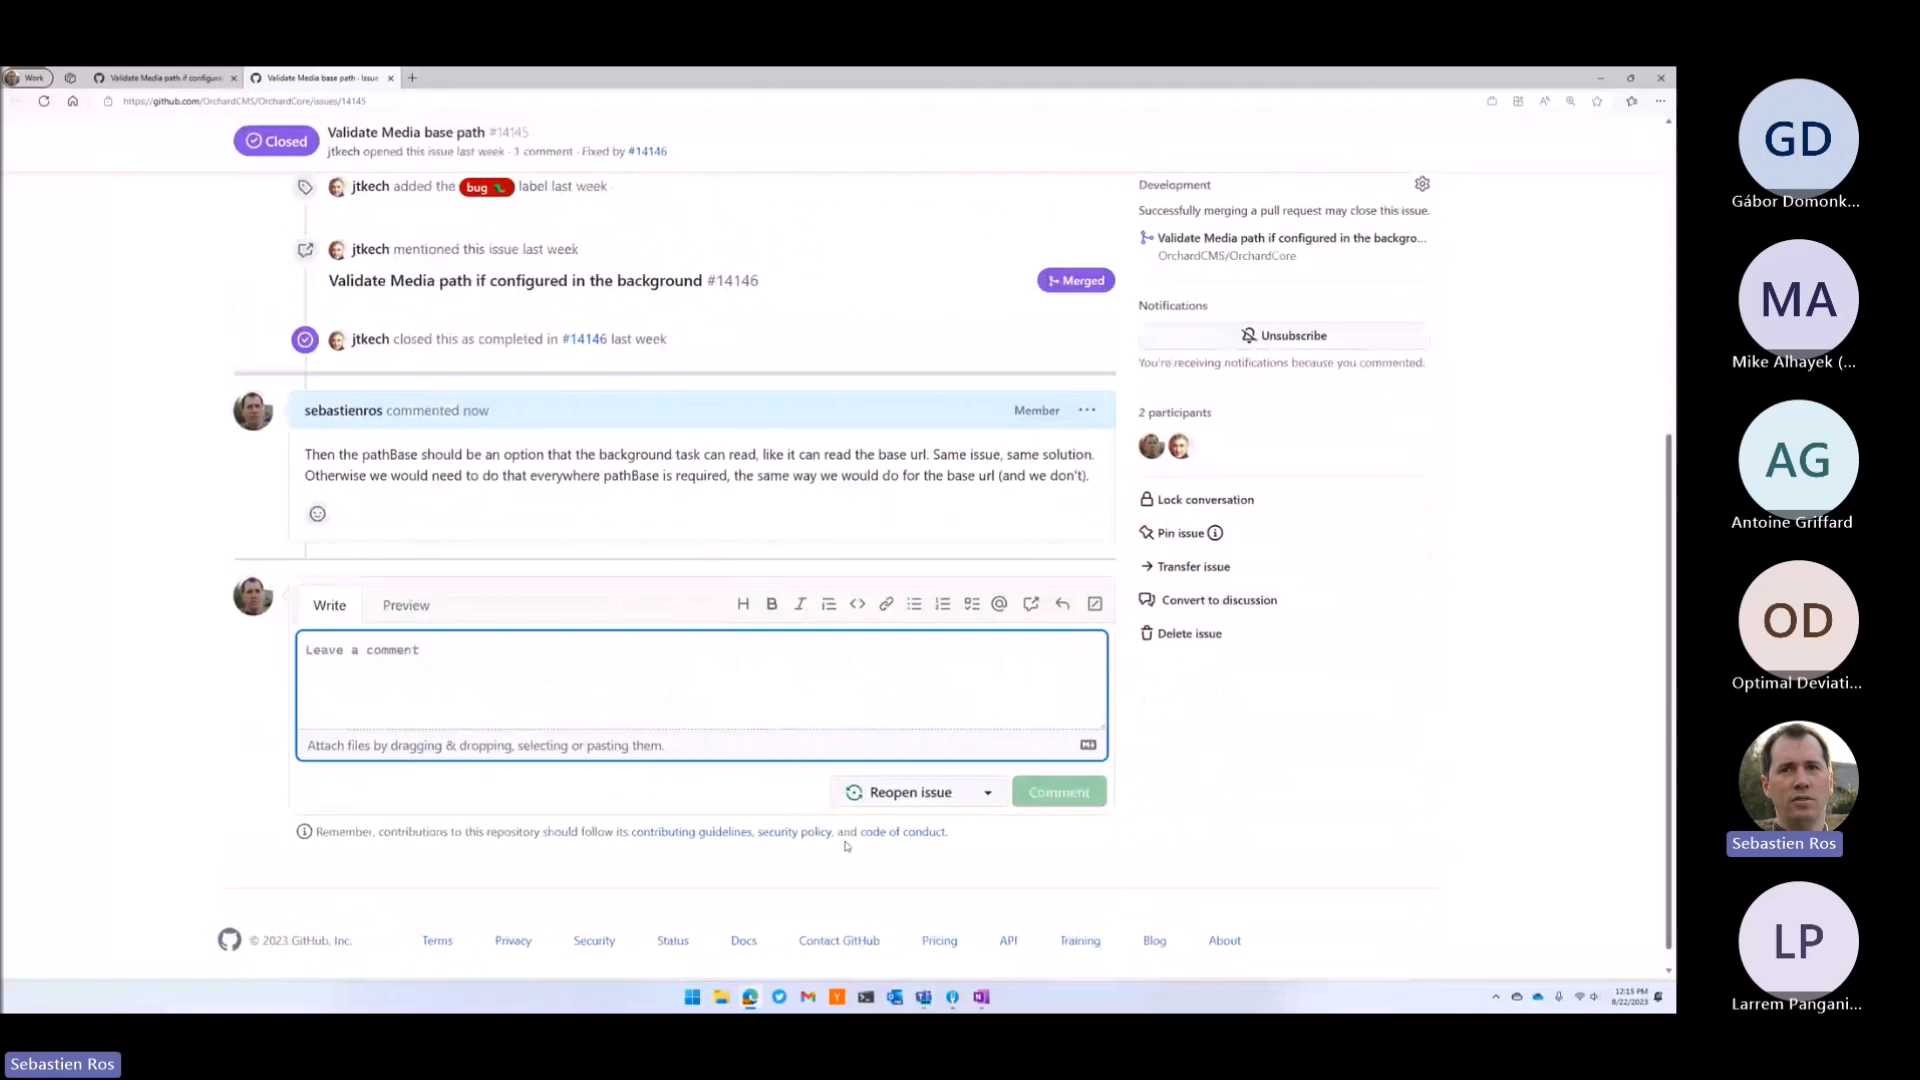 Work
Validate Media path if configure
Validate Media base path · Issue
https://github.com/OrchardCMS/OrchardCore/issues/14145
Closed
Validate Media base path #14145
jtkech opened this issue last week · 1 comment · Fixed by #14146
jtkech added the bug label last week
jtkech mentioned this issue last week
Validate Media path if configured in the background #14146
Merged
jtkech closed this as completed in #14146 last week
sebastienros commented now
Member
Then the pathBase should be an option that the background task can read, like it can read the base url. Same issue, same solution.
Otherwise we would need to do that everywhere pathBase is required, the same way we would do for the base url (and we don't).
Write
Preview
Leave a comment
Attach files by dragging & dropping, selecting or pasting them.
Reopen issue
Comment
Remember, contributions to this repository should follow its contributing guidelines, security policy, and code of conduct.
Development
Successfully merging a pull request may close this issue.
Validate Media path if configured in the backgro...
OrchardCMS/OrchardCore
Notifications
Unsubscribe
You're receiving notifications because you commented.
2 participants
Lock conversation
Pin issue
Transfer issue
Convert to discussion
Delete issue
© 2023 GitHub, Inc.
Terms
Privacy
Security
Status
Docs
Contact GitHub
Pricing
API
Training
Blog
About
12:15 PM
8/22/2023
GD
Gábor Domonk...
MA
Mike Alhayek (...
AG
Antoine Griffard
OD
Optimal Deviati...
Sebastien Ros
LP
Larrem Pangani...
Sebastien Ros